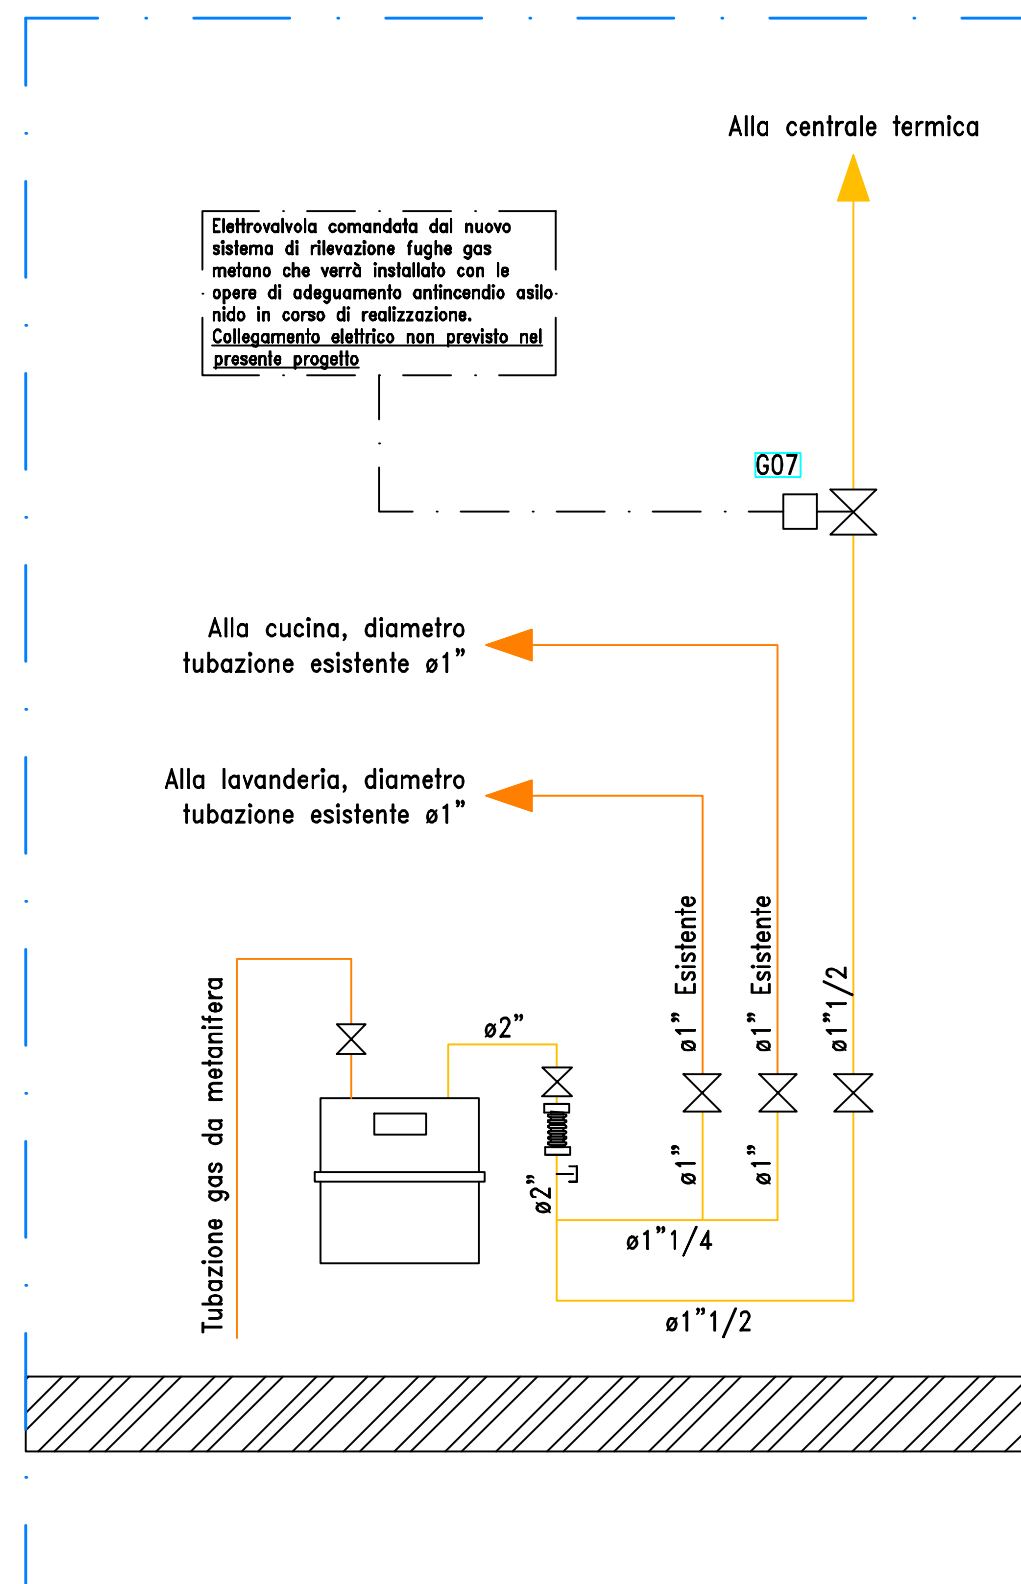 Alla centrale termica
Elettrovalvola comandata dal nuovo
sistema di rilevazione fughe gas
metano che verrà installato con le
opere di adeguamento antincendio asilo
nido in corso di realizzazione.
Collegamento elettrico non previsto nel
presente progetto
G07
Alla cucina, diametro
tubazione esistente ø1”
Alla lavanderia, diametro
tubazione esistente ø1”
ø1” Esistente
ø1” Esistente
ø1”1/2
Tubazione gas da metanifera
ø2”
ø2”
ø1”
ø1”
ø1”1/4
ø1”1/2